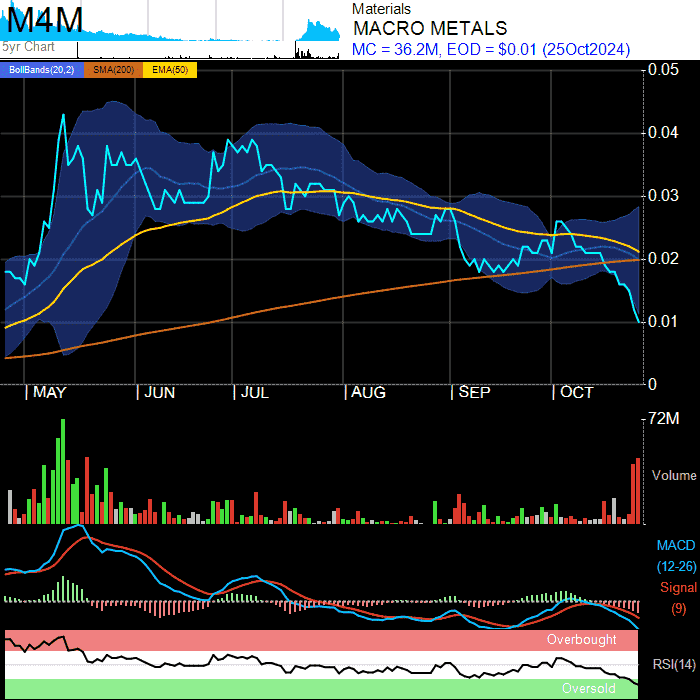 M4M
5yr Chart
Materials
MACRO METALS
MC = 36.2M, EOD = $0.01 (25Oct2024)
BollBands(20,2) SMA(200) EMA(50)
0.05
0.04
0.03
0.02
0.01
0
| MAY | JUN | JUL | AUG | SEP | OCT
72M
Volume
MACD
(12-26)
Signal
(9)
Overbought
RSI(14)
Oversold